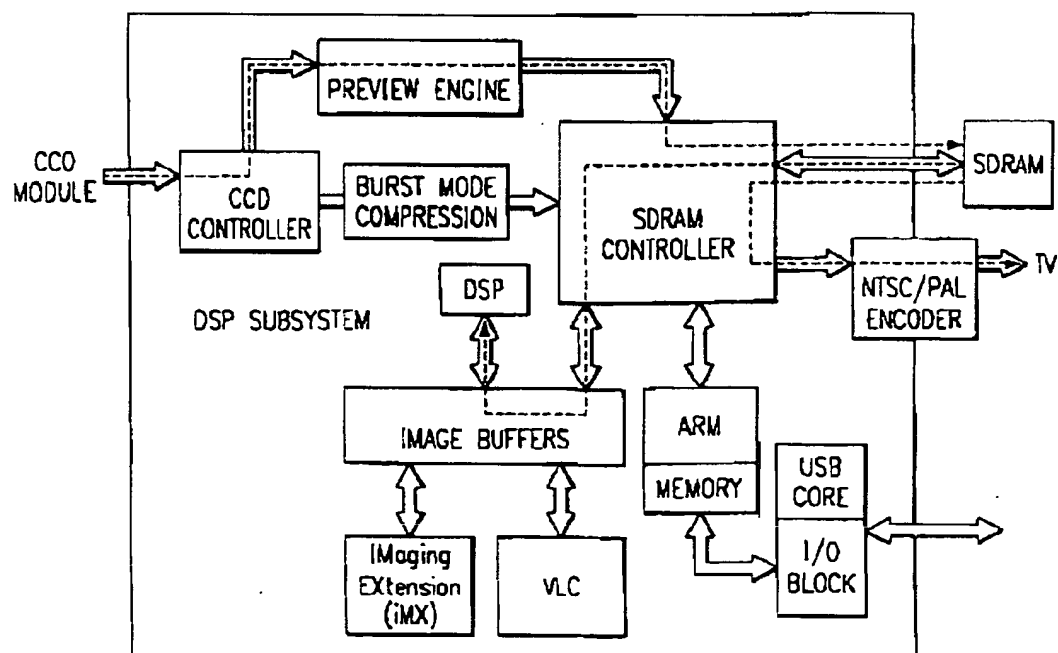 PREVIEW ENGINE
CCO
MODULE
CCD
CONTROLLER
BURST MODE
COMPRESSION
SDRAM
CONTROLLER
SDRAM
NTSC/PAL
ENCODER
TV
DSP
DSP SUBSYSTEM
IMAGE BUFFERS
ARM
MEMORY
USB
CORE
I/O
BLOCK
IMaging
EXtension
(iMX)
VLC